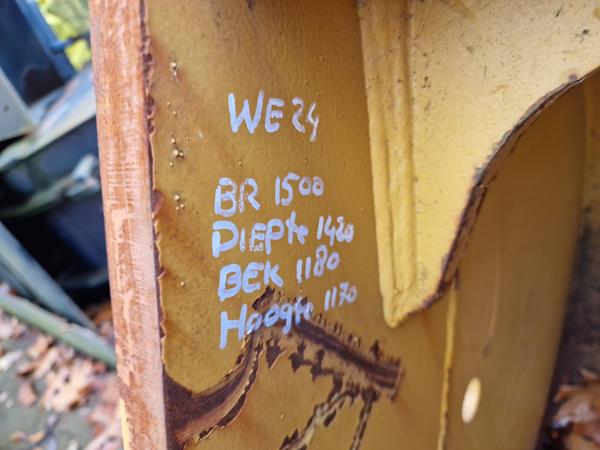 WE24
BR 1500
DIEPte 1420
BEK 1180
Hoogte 1170